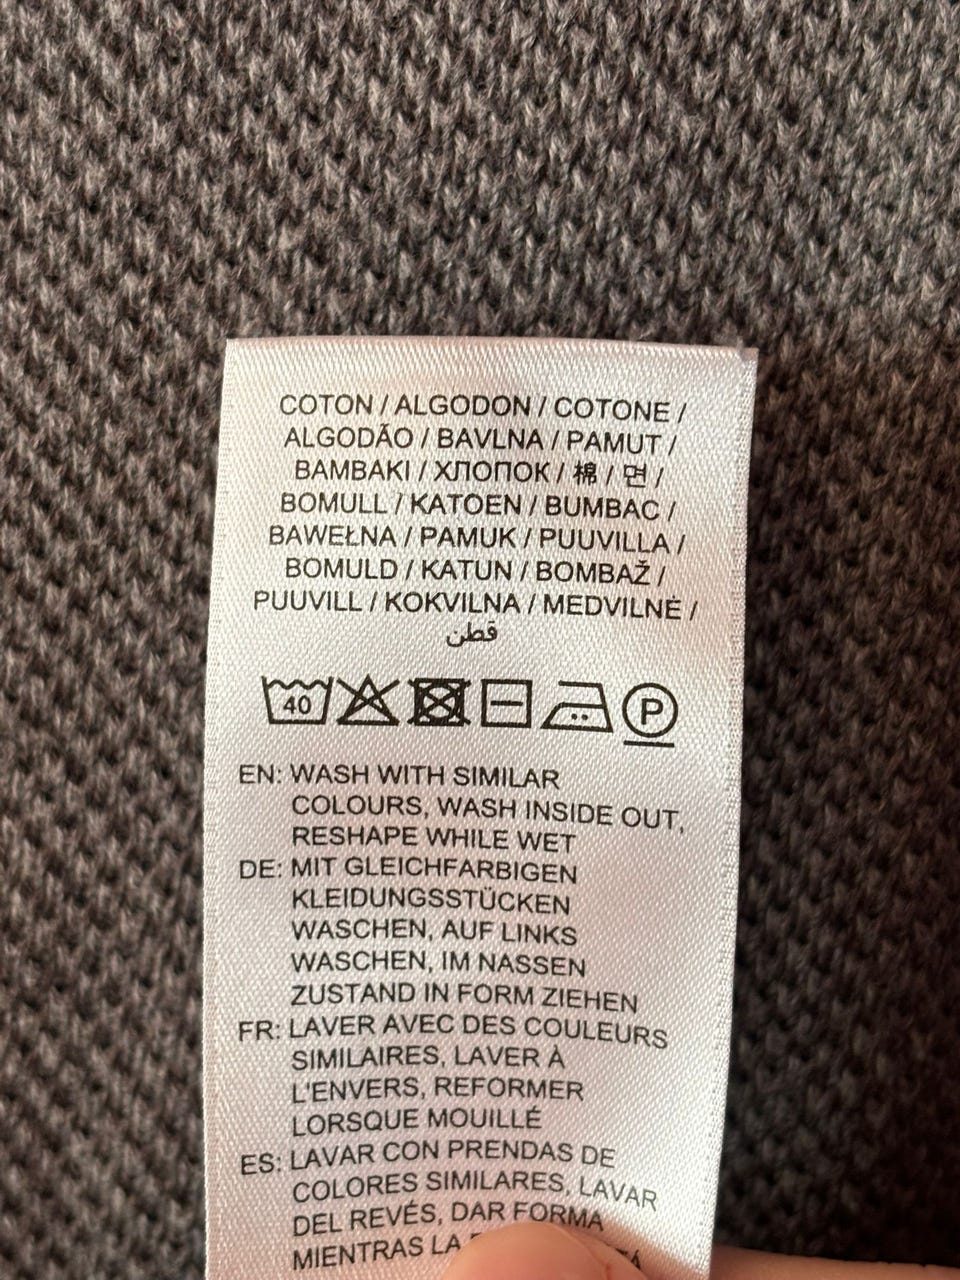 COTON / ALGODON / COTONE /
ALGODÃO / BAVLNA / PAMUT /
BAMBAKI / ХЛОПОК / 棉 / 면 /
BOMULL / KATOEN / BUMBAC /
BAWEŁNA / PAMUK / PUUVILLA /
BOMULD / KATUN / BOMBAŽ /
PUUVILL / KOKVILNA / MEDVILNĖ /
قطن
40 P
EN: WASH WITH SIMILAR
COLOURS, WASH INSIDE OUT,
RESHAPE WHILE WET
DE: MIT GLEICHFARBIGEN
KLEIDUNGSSTÜCKEN
WASCHEN, AUF LINKS
WASCHEN, IM NASSEN
ZUSTAND IN FORM ZIEHEN
FR: LAVER AVEC DES COULEURS
SIMILAIRES, LAVER À
L'ENVERS, REFORMER
LORSQUE MOUILLÉ
ES: LAVAR CON PRENDAS DE
COLORES SIMILARES, LAVAR
DEL REVÉS, DAR FORMA
MIENTRAS LA